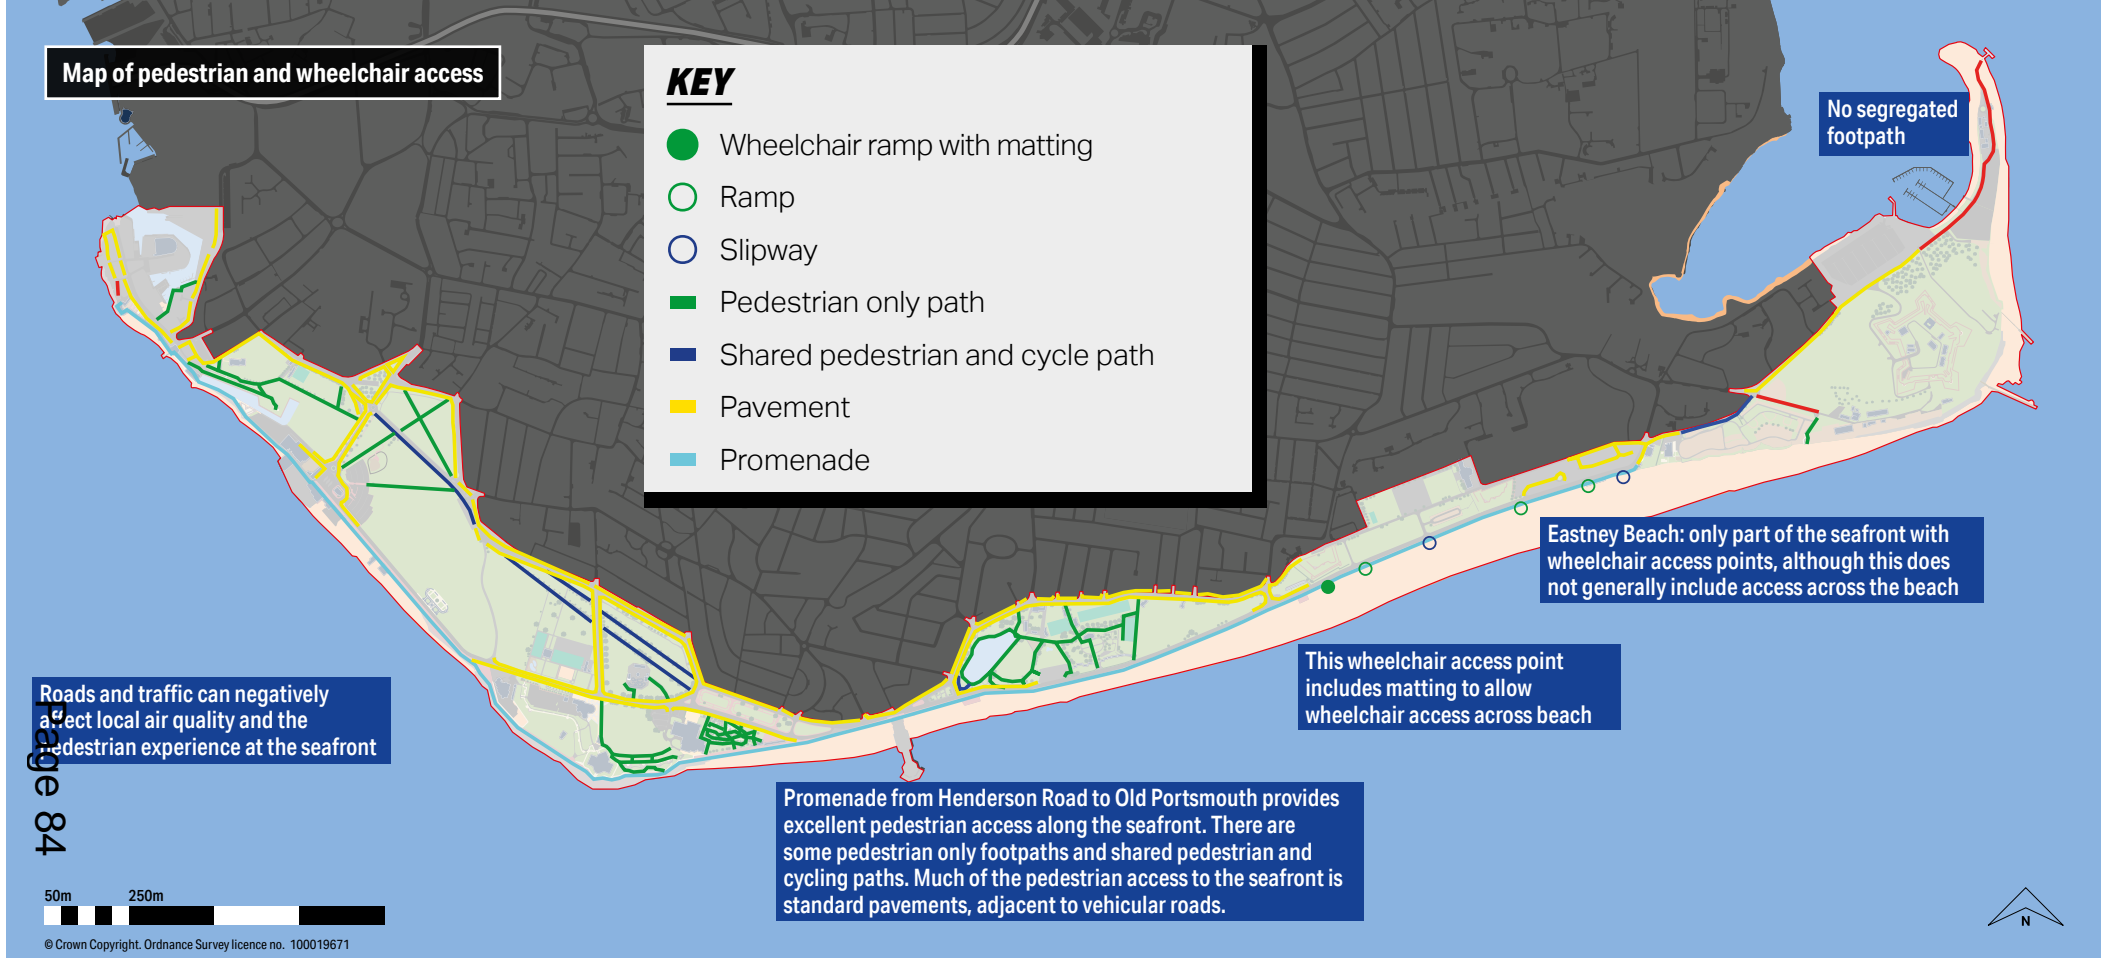 Map of pedestrian and wheelchair access
KEY
Wheelchair ramp with matting
Ramp
Slipway
Pedestrian only path
Shared pedestrian and cycle path
Pavement
Promenade
No segregated
footpath
Eastney Beach: only part of the seafront with
wheelchair access points, although this does
not generally include access across the beach
This wheelchair access point
includes matting to allow
wheelchair access across beach
Roads and traffic can negatively
affect local air quality and the
pedestrian experience at the seafront
Page 84
Promenade from Henderson Road to Old Portsmouth provides
excellent pedestrian access along the seafront. There are
some pedestrian only footpaths and shared pedestrian and
cycling paths. Much of the pedestrian access to the seafront is
standard pavements, adjacent to vehicular roads.
50m 250m
© Crown Copyright. Ordnance Survey licence no. 100019671
N